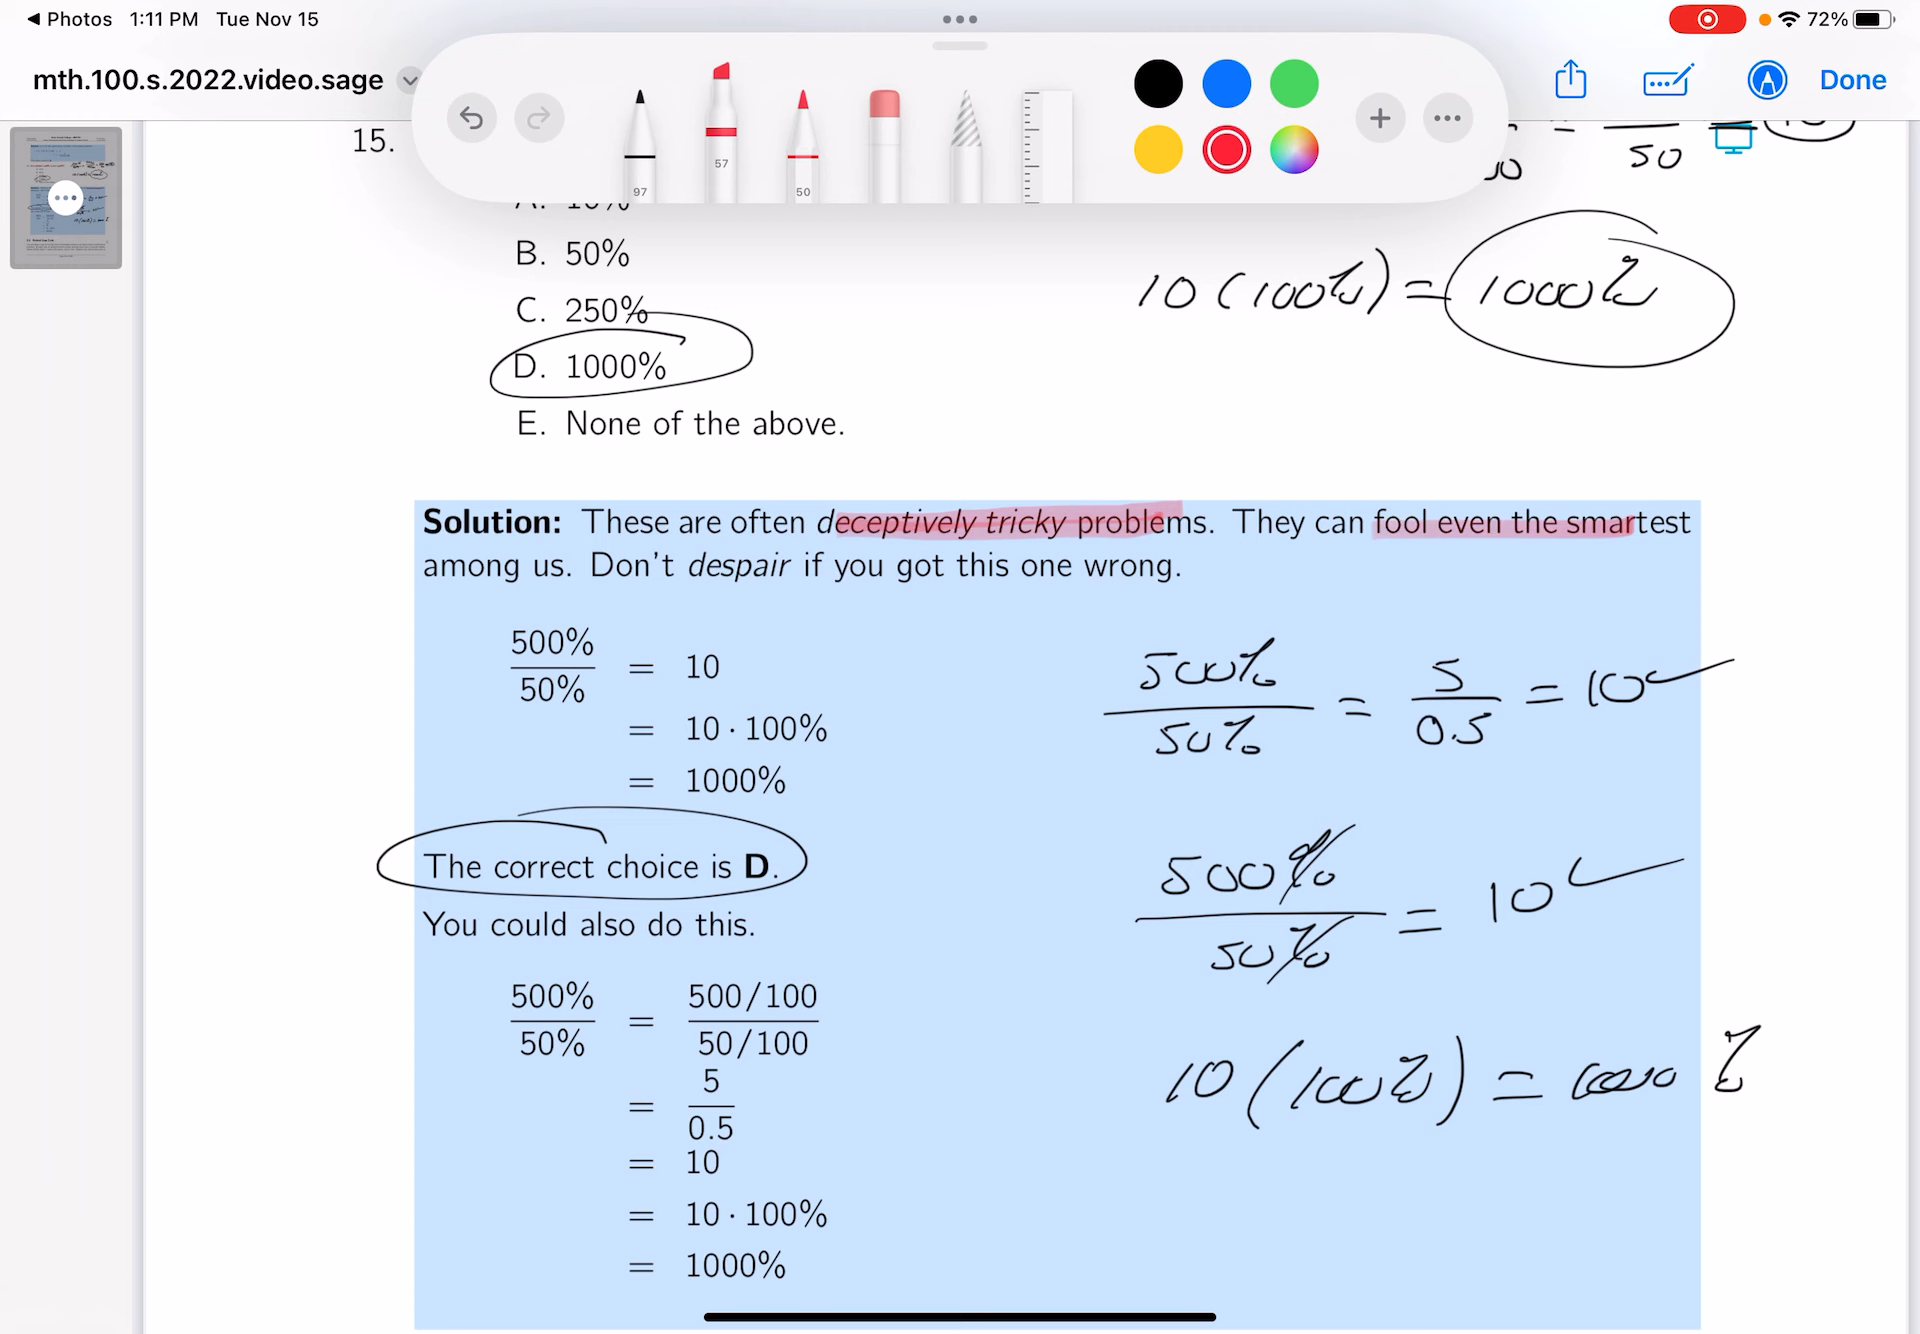 Photos 1:11 PM Tue Nov 15
72%
mth.100.s.2022.video.sage
Done
97
57
50
15.
50
B. 50%
10 (100%) = 1000%
C. 250%
D. 1000%
E. None of the above.
Solution: These are often deceptively tricky problems. They can fool even the smartest
among us. Don't despair if you got this one wrong.
500% / 50% = 10
= 10 · 100%
= 1000%
500% / 50% = 5 / 0.5 = 10
The correct choice is D.
500% / 50% = 10
You could also do this.
500% / 50% = 500/100 / 50/100
= 5 / 0.5
= 10
= 10 · 100%
= 1000%
10 (100%) = 1000 %